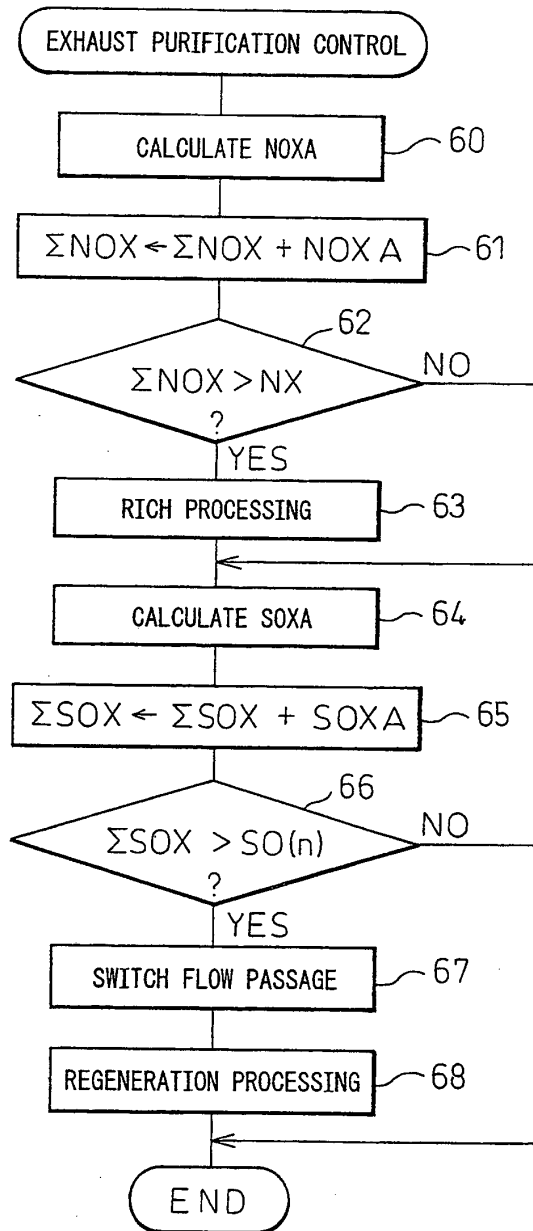 EXHAUST PURIFICATION CONTROL
CALCULATE NOXA
60
ΣNOX ← ΣNOX + NOXA
61
62
ΣNOX > NX
?
NO
YES
RICH PROCESSING
63
CALCULATE SOXA
64
ΣSOX ← ΣSOX + SOXA
65
66
ΣSOX > SO(n)
?
NO
YES
SWITCH FLOW PASSAGE
67
REGENERATION PROCESSING
68
END